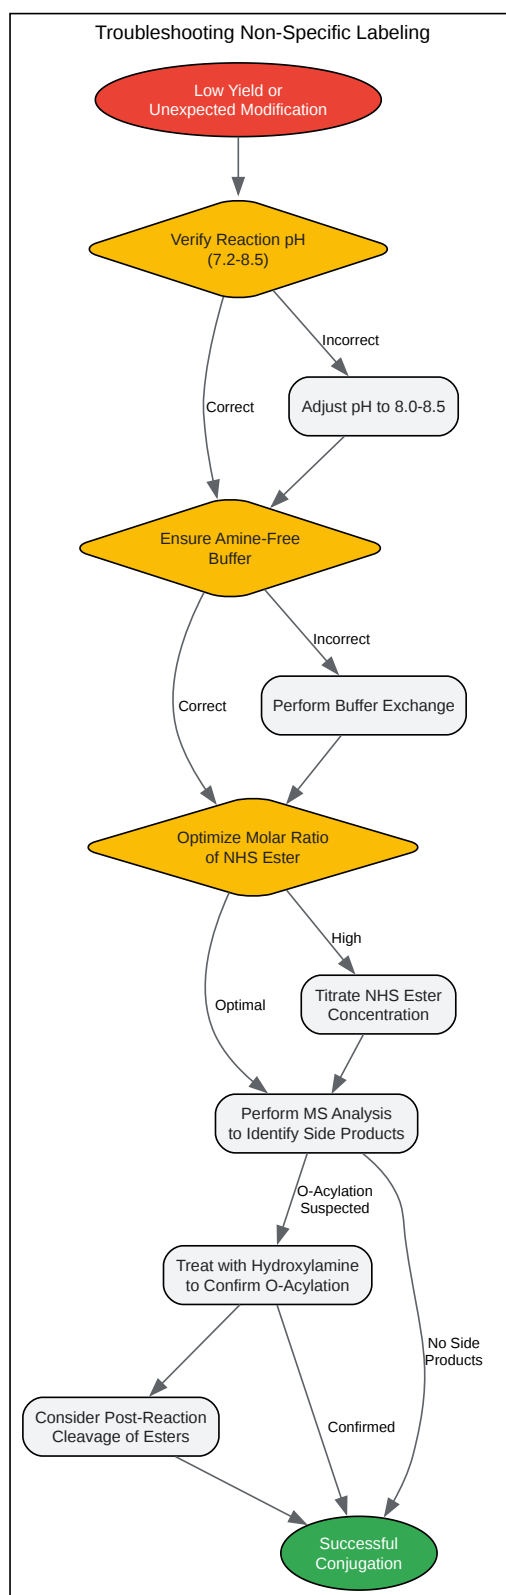 Troubleshooting Non-Specific Labeling
Low Yield or
Unexpected Modification
Verify Reaction pH
(7.2-8.5)
Incorrect
Correct
Adjust pH to 8.0-8.5
Ensure Amine-Free
Buffer
Incorrect
Correct
Perform Buffer Exchange
Optimize Molar Ratio
of NHS Ester
High
Optimal
Titrate NHS Ester
Concentration
Perform MS Analysis
to Identify Side Products
O-Acylation
Suspected
Treat with Hydroxylamine
to Confirm O-Acylation
No Side
Products
Consider Post-Reaction
Cleavage of Esters
Confirmed
Successful
Conjugation